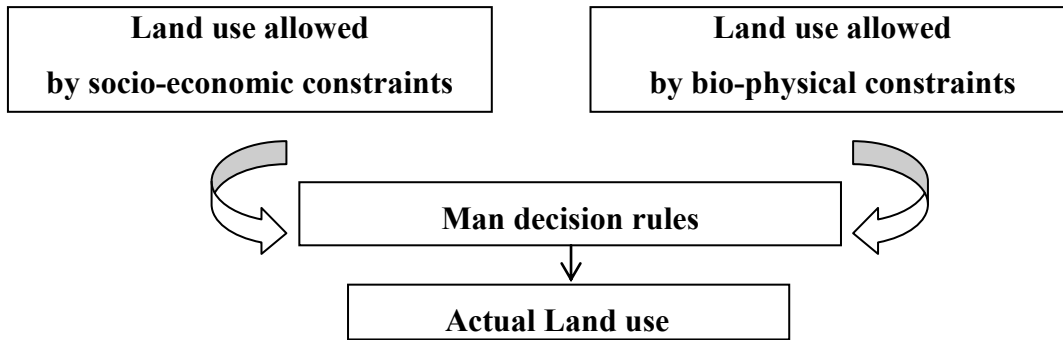 Land use allowed
by socio-economic constraints
Land use allowed
by bio-physical constraints
Man decision rules
Actual Land use